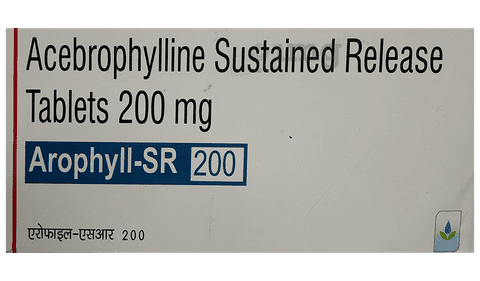 Acebrophylline Sustained Release
Tablets 200 mg
Arophyll-SR 200
एरोफाइल-एसआर 200